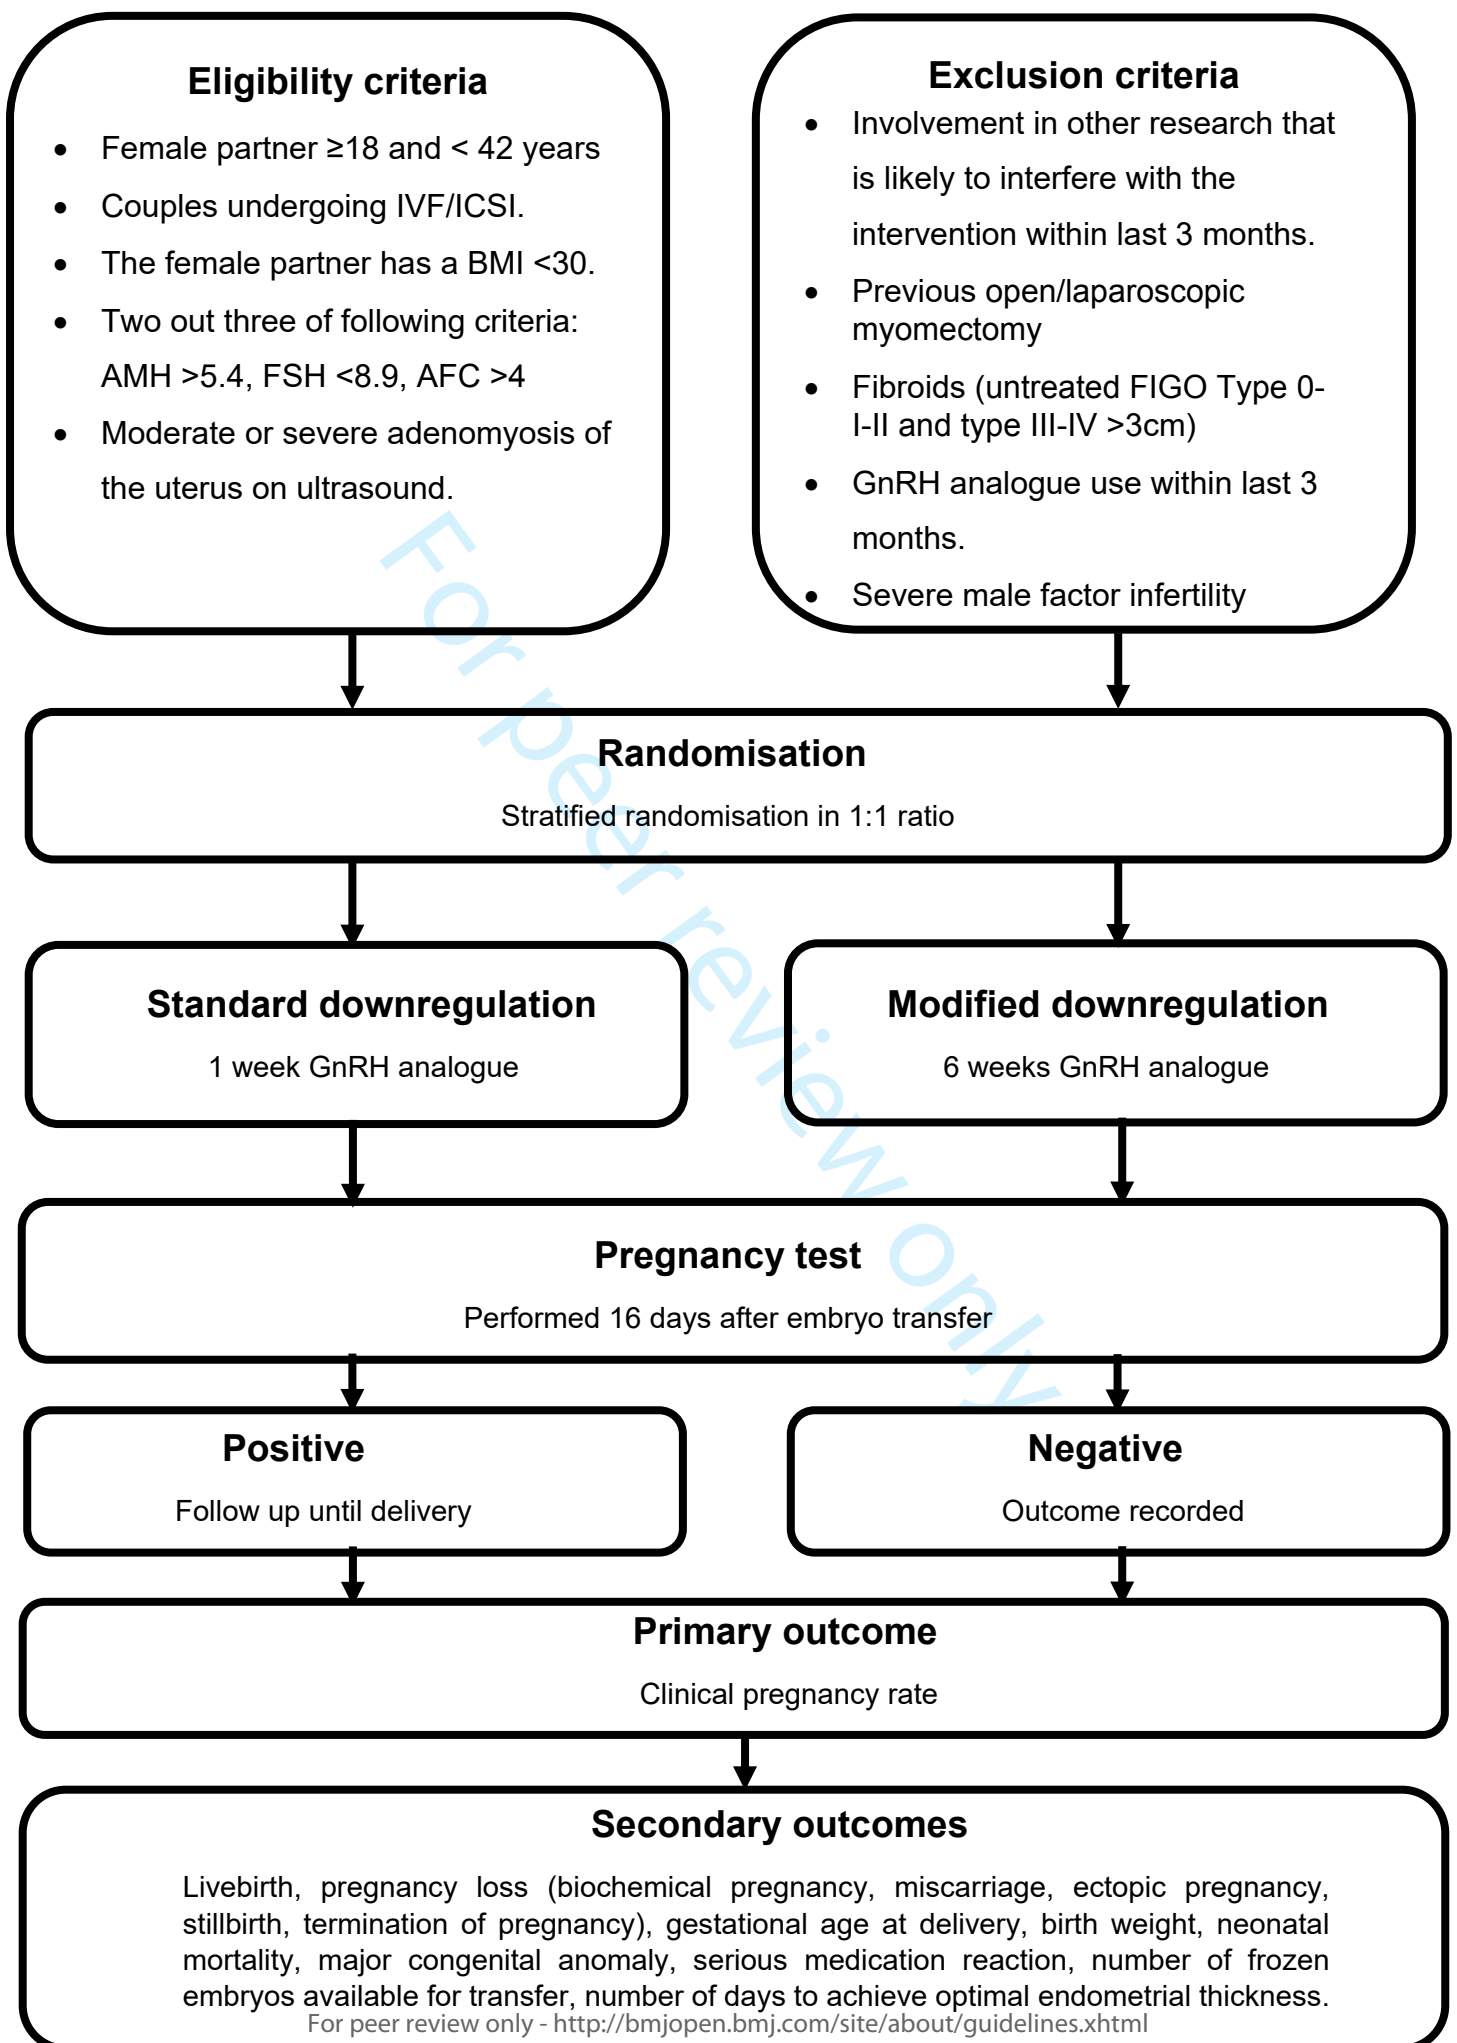 Eligibility criteria
• Female partner ≥18 and < 42 years
• Couples undergoing IVF/ICSI.
• The female partner has a BMI <30.
• Two out three of following criteria:
AMH >5.4, FSH <8.9, AFC >4
• Moderate or severe adenomyosis of
the uterus on ultrasound.
Exclusion criteria
• Involvement in other research that
is likely to interfere with the
intervention within last 3 months.
• Previous open/laparoscopic
myomectomy
• Fibroids (untreated FIGO Type 0-
I-II and type III-IV >3cm)
• GnRH analogue use within last 3
months.
• Severe male factor infertility
Randomisation
Stratified randomisation in 1:1 ratio
Standard downregulation
1 week GnRH analogue
Modified downregulation
6 weeks GnRH analogue
Pregnancy test
Performed 16 days after embryo transfer
Positive
Follow up until delivery
Negative
Outcome recorded
Primary outcome
Clinical pregnancy rate
Secondary outcomes
Livebirth, pregnancy loss (biochemical pregnancy, miscarriage, ectopic pregnancy,
stillbirth, termination of pregnancy), gestational age at delivery, birth weight, neonatal
mortality, major congenital anomaly, serious medication reaction, number of frozen
embryos available for transfer, number of days to achieve optimal endometrial thickness.
For peer review only - http://bmjopen.bmj.com/site/about/guidelines.xhtml
For peer review only